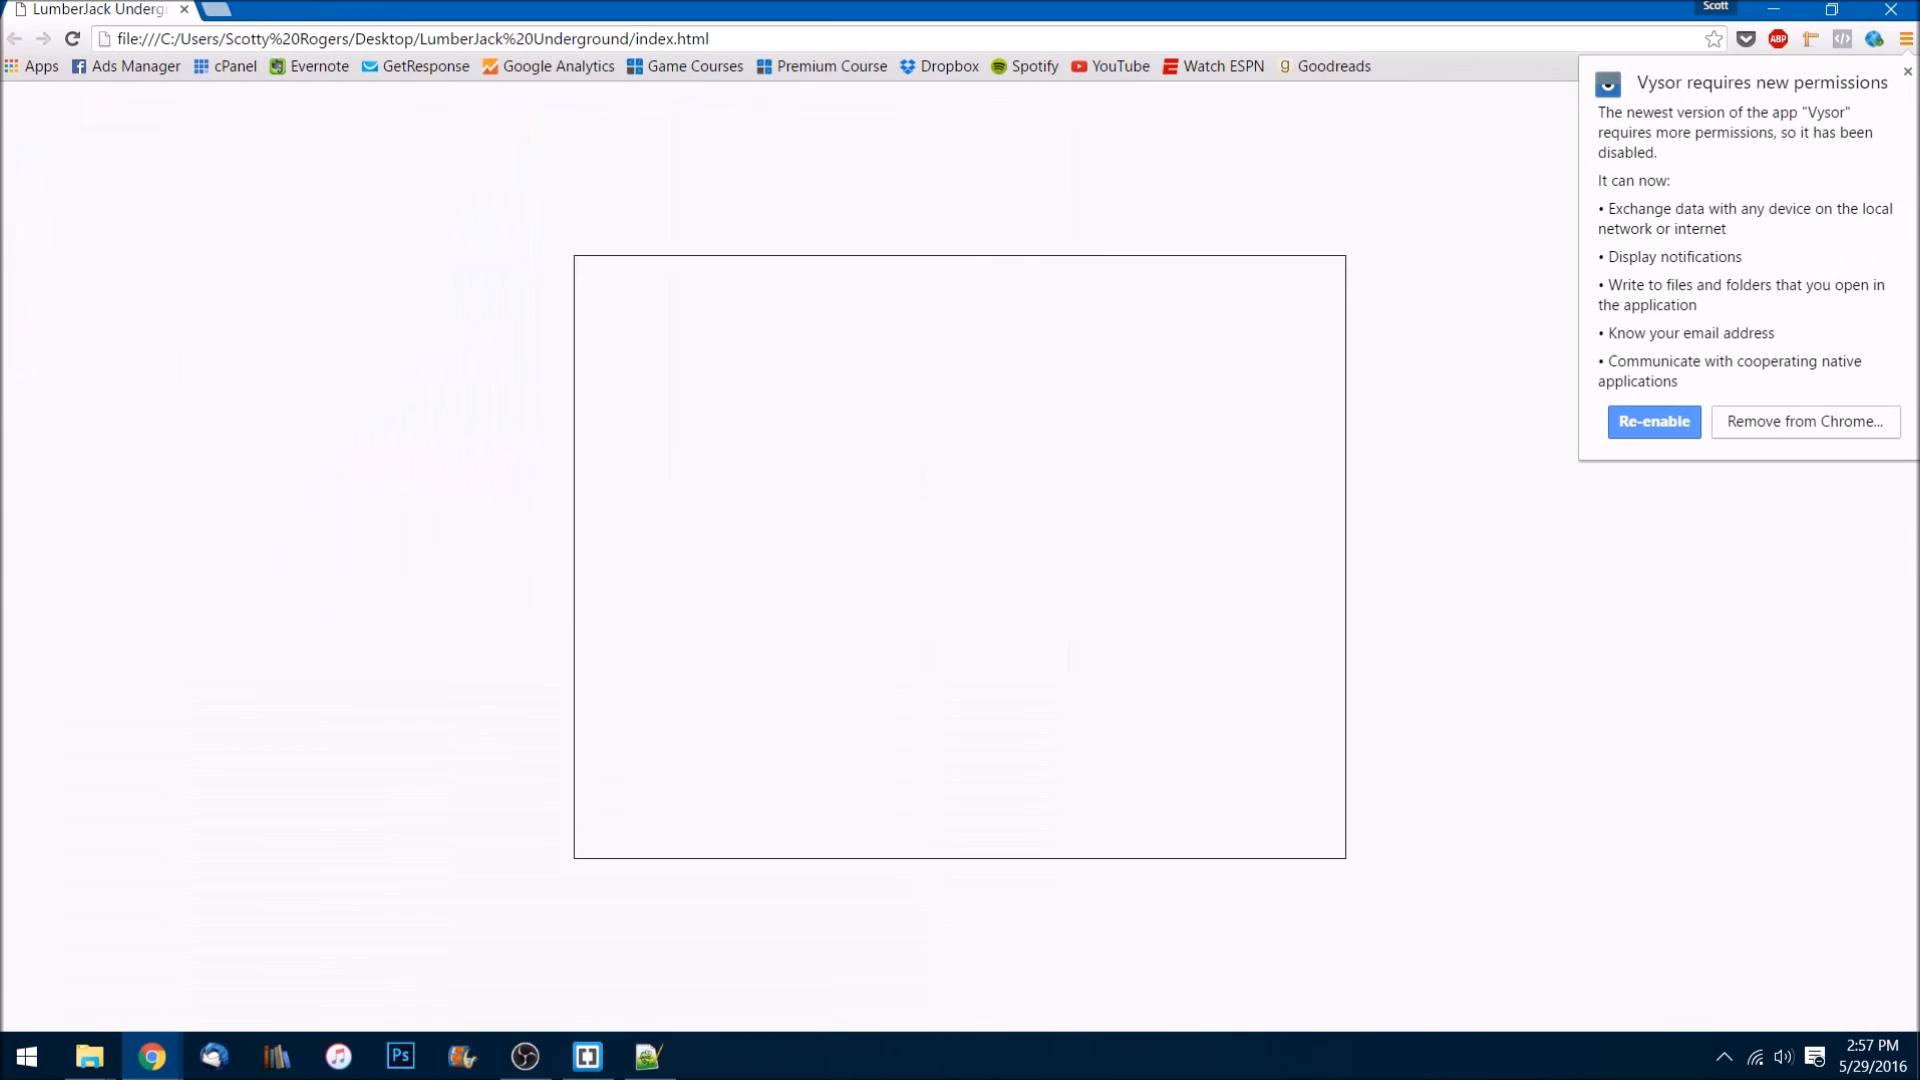 LumberJack Underg
Scott
file:///C:/Users/Scotty%20Rogers/Desktop/LumberJack%20Underground/index.html
ABP
Apps Ads Manager cPanel Evernote GetResponse Google Analytics Game Courses Premium Course Dropbox Spotify YouTube Watch ESPN g Goodreads
Vysor requires new permissions
The newest version of the app "Vysor"
requires more permissions, so it has been
disabled.
It can now:
• Exchange data with any device on the local
network or internet
• Display notifications
• Write to files and folders that you open in
the application
• Know your email address
• Communicate with cooperating native
applications
Re-enable Remove from Chrome...
Ps
2:57 PM
5/29/2016